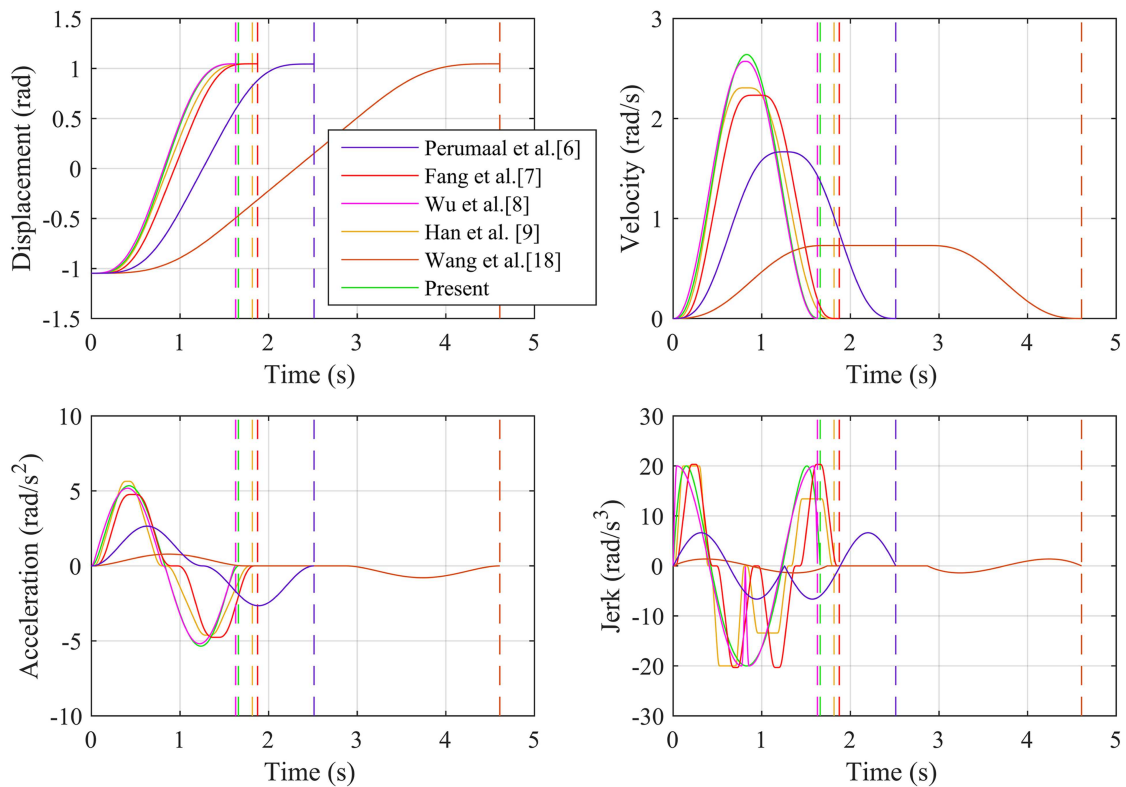 1.5
1
0.5
0
-0.5
-1
-1.5
Displacement (rad)
0 1 2 3 4 5
Time (s)
Perumaal et al.[6]
Fang et al.[7]
Wu et al.[8]
Han et al. [9]
Wang et al.[18]
Present
3
2
1
0
Velocity (rad/s)
0 1 2 3 4 5
Time (s)
10
5
0
-5
-10
Acceleration (rad/s²)
0 1 2 3 4 5
Time (s)
30
20
10
0
-10
-20
-30
Jerk (rad/s³)
0 1 2 3 4 5
Time (s)